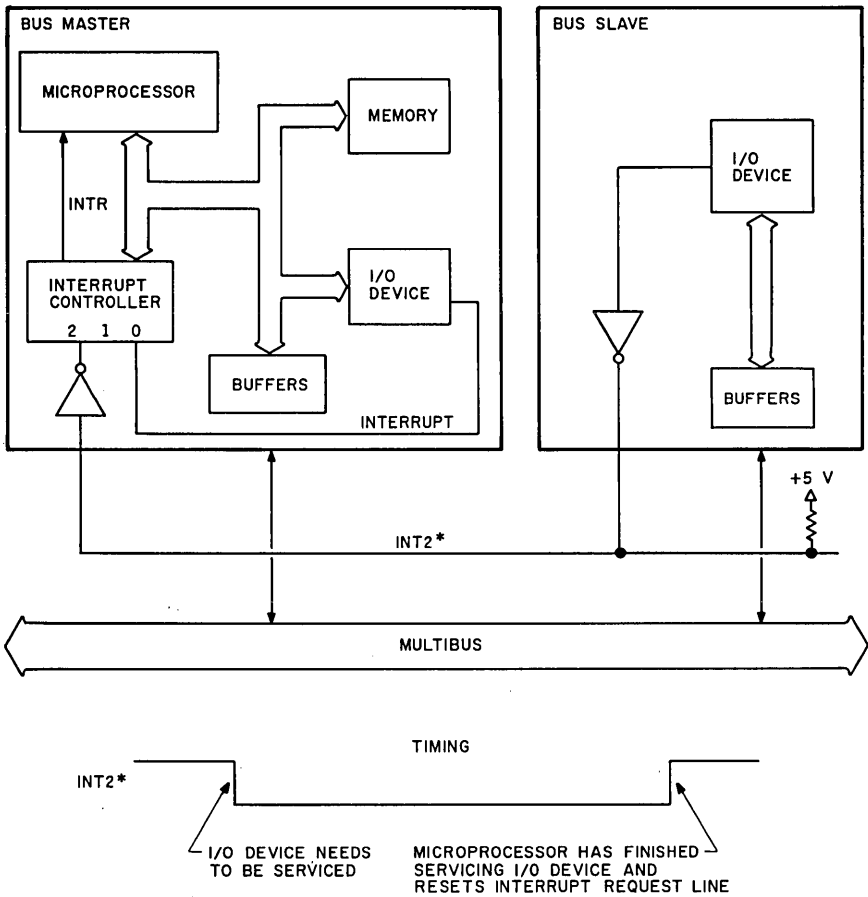 BUS MASTER
MICROPROCESSOR
MEMORY
INTR
INTERRUPT
CONTROLLER
2 1 0
I/O
DEVICE
BUFFERS
INTERRUPT
BUS SLAVE
I/O
DEVICE
BUFFERS
+5 V
INT2*
MULTIBUS
TIMING
INT2*
I/O DEVICE NEEDS
TO BE SERVICED
MICROPROCESSOR HAS FINISHED
SERVICING I/O DEVICE AND
RESETS INTERRUPT REQUEST LINE